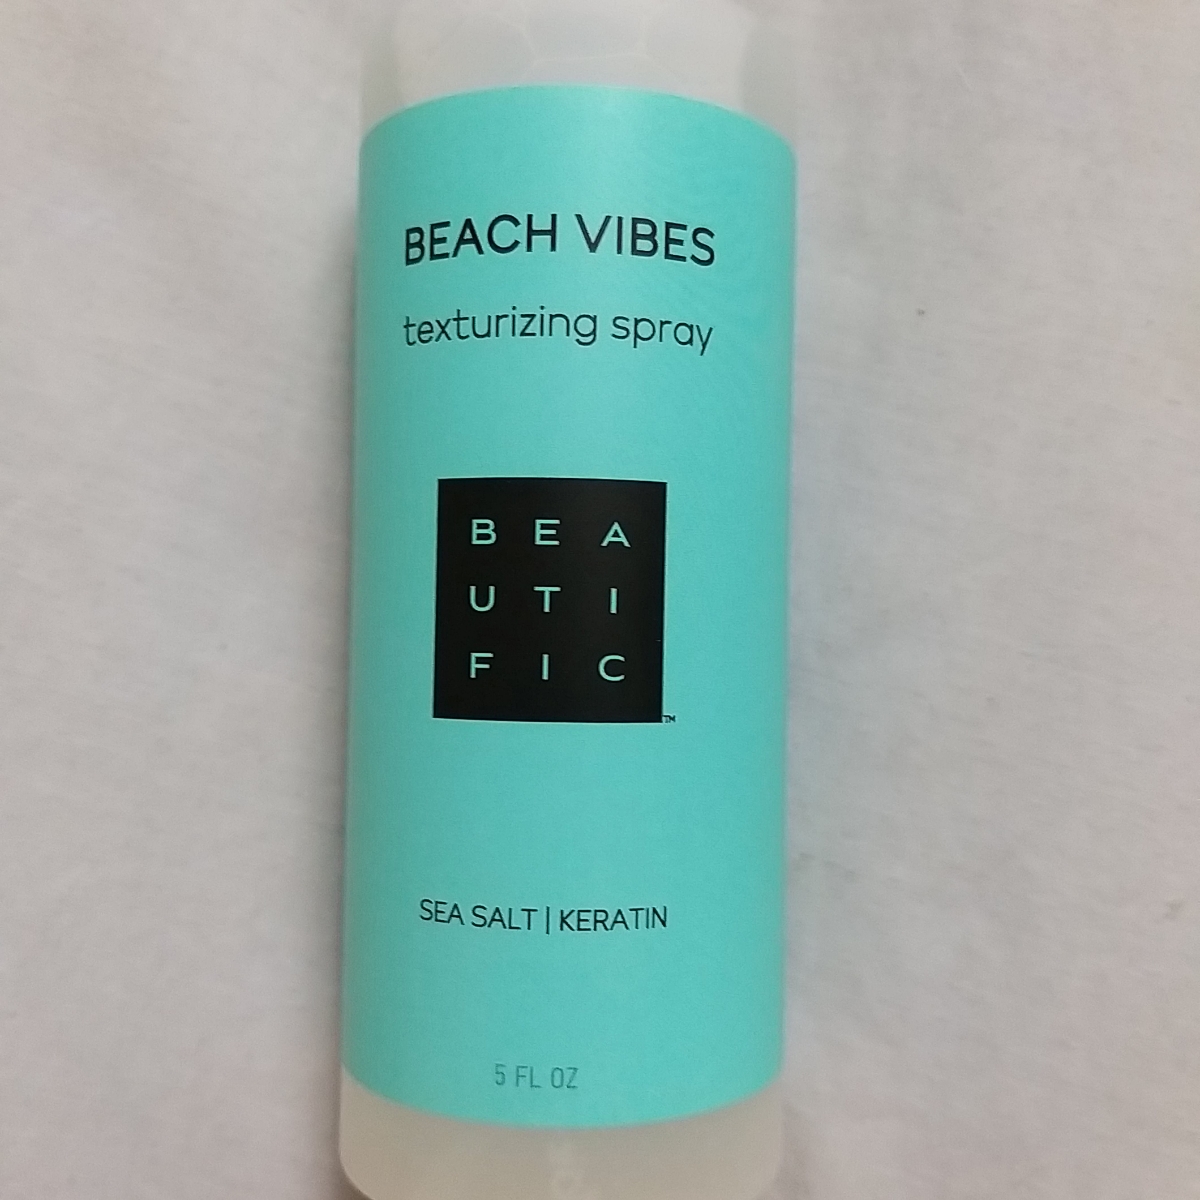 BEACH VIBES
texturizing spray
B E A
U T I
F I C
TM
SEA SALT | KERATIN
5 FL OZ